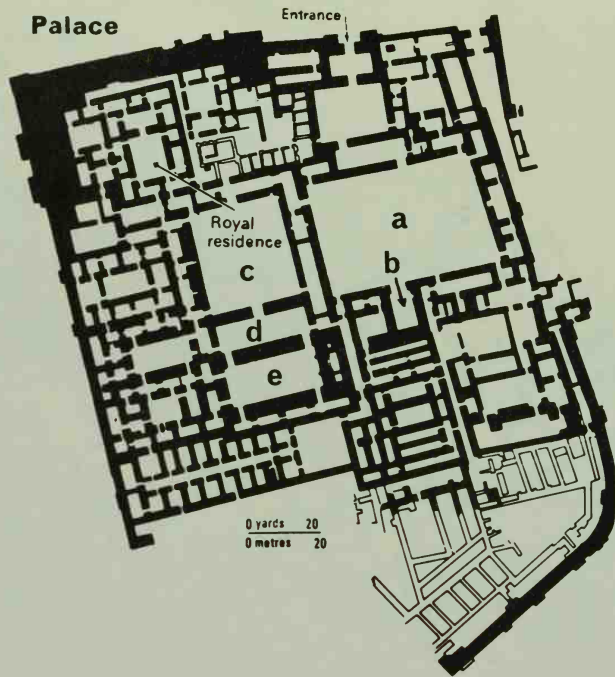 Palace
Entrance
Royal
residence
a
b
c
d
e
0 yards 20
0 metres 20